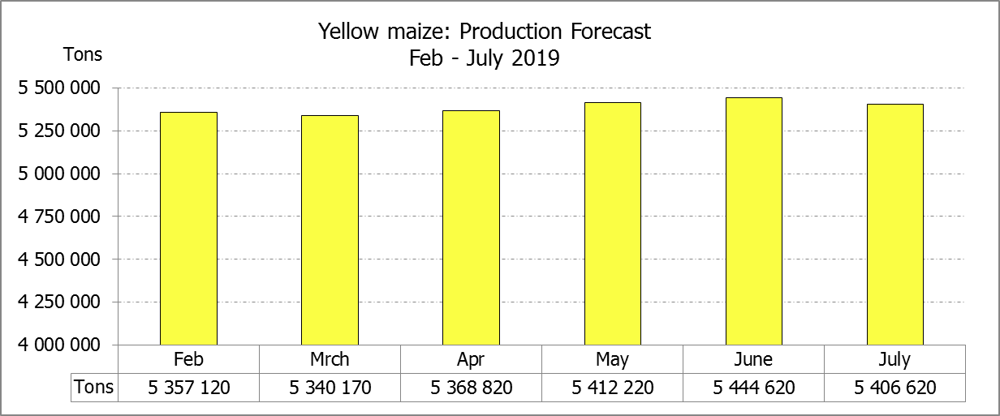 Yellow maize: Production Forecast
Feb - July 2019
Tons
5 500 000
5 250 000
5 000 000
4 750 000
4 500 000
4 250 000
4 000 000
Feb Mrch Apr May June July
Tons 5 357 120 5 340 170 5 368 820 5 412 220 5 444 620 5 406 620